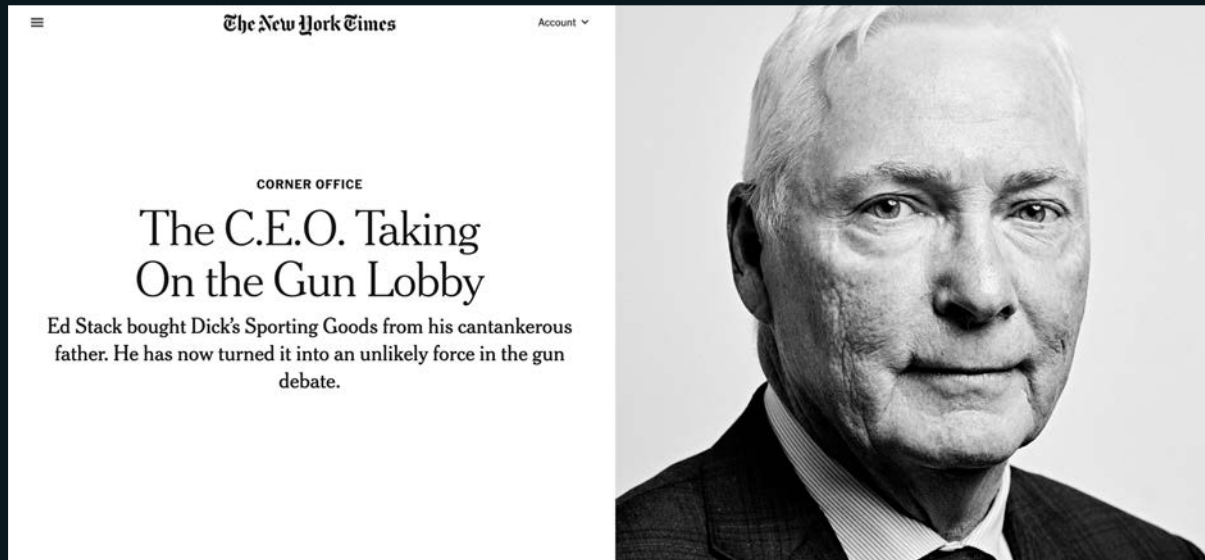 The New York Times
Account
CORNER OFFICE
The C.E.O. Taking
On the Gun Lobby
Ed Stack bought Dick's Sporting Goods from his cantankerous
father. He has now turned it into an unlikely force in the gun
debate.